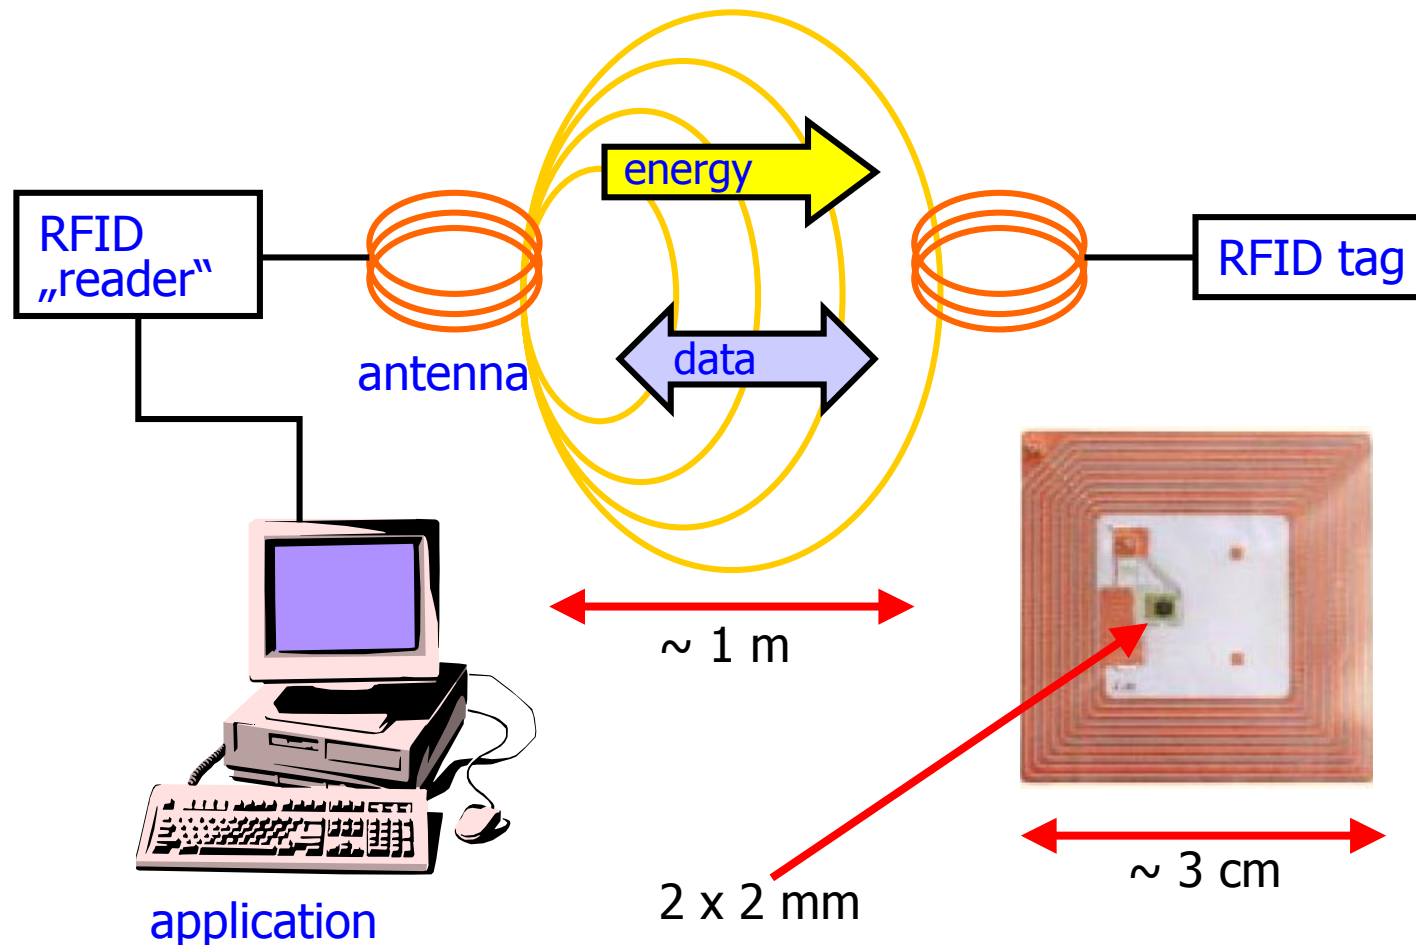 energy
RFID
„reader“
RFID tag
data
antenna
~ 1 m
~ 3 cm
2 x 2 mm
application